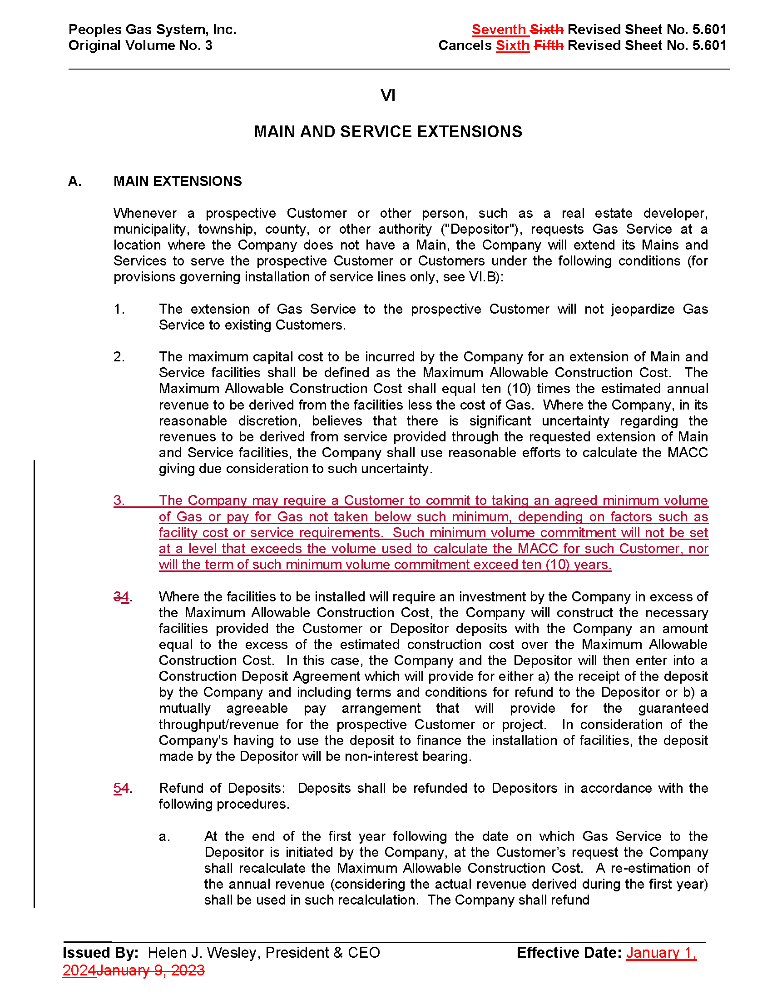 Peoples Gas System, Inc. Seventh Sixth Revised Sheet No. 5.601
Original Volume No. 3 Cancels Sixth Fifth Revised Sheet No. 5.601
VI
MAIN AND SERVICE EXTENSIONS
A. MAIN EXTENSIONS
Whenever a prospective Customer or other person, such as a real estate developer,
municipality, township, county, or other authority ("Depositor"), requests Gas Service at a
location where the Company does not have a Main, the Company will extend its Mains and
Services to serve the prospective Customer or Customers under the following conditions (for
provisions governing installation of service lines only, see VI.B):
1. The extension of Gas Service to the prospective Customer will not jeopardize Gas
Service to existing Customers.
2. The maximum capital cost to be incurred by the Company for an extension of Main and
Service facilities shall be defined as the Maximum Allowable Construction Cost. The
Maximum Allowable Construction Cost shall equal ten (10) times the estimated annual
revenue to be derived from the facilities less the cost of Gas. Where the Company, in its
reasonable discretion, believes that there is significant uncertainty regarding the
revenues to be derived from service provided through the requested extension of Main
and Service facilities, the Company shall use reasonable efforts to calculate the MACC
giving due consideration to such uncertainty.
3. The Company may require a Customer to commit to taking an agreed minimum volume
of Gas or pay for Gas not taken below such minimum, depending on factors such as
facility cost or service requirements. Such minimum volume commitment will not be set
at a level that exceeds the volume used to calculate the MACC for such Customer, nor
will the term of such minimum volume commitment exceed ten (10) years.
34. Where the facilities to be installed will require an investment by the Company in excess of
the Maximum Allowable Construction Cost, the Company will construct the necessary
facilities provided the Customer or Depositor deposits with the Company an amount
equal to the excess of the estimated construction cost over the Maximum Allowable
Construction Cost. In this case, the Company and the Depositor will then enter into a
Construction Deposit Agreement which will provide for either a) the receipt of the deposit
by the Company and including terms and conditions for refund to the Depositor or b) a
mutually agreeable pay arrangement that will provide for the guaranteed
throughput/revenue for the prospective Customer or project. In consideration of the
Company's having to use the deposit to finance the installation of facilities, the deposit
made by the Depositor will be non-interest bearing.
54. Refund of Deposits: Deposits shall be refunded to Depositors in accordance with the
following procedures.
a. At the end of the first year following the date on which Gas Service to the
Depositor is initiated by the Company, at the Customer’s request the Company
shall recalculate the Maximum Allowable Construction Cost. A re-estimation of
the annual revenue (considering the actual revenue derived during the first year)
shall be used in such recalculation. The Company shall refund
Issued By: Helen J. Wesley, President & CEO Effective Date: January 1,
2024January 9, 2023